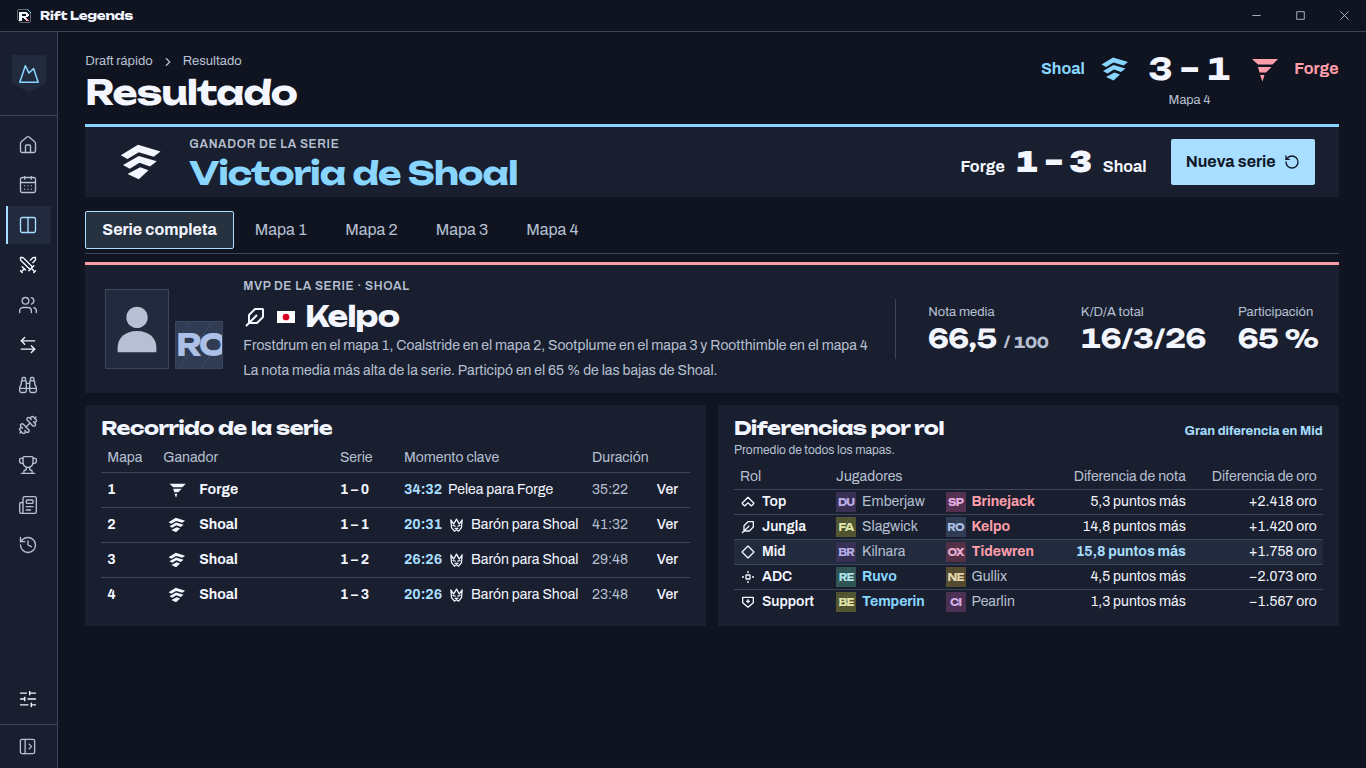 Rift Legends
Draft rápido > Resultado
Resultado
Shoal 3 – 1 Forge
Mapa 4
GANADOR DE LA SERIE
Victoria de Shoal
Forge 1 – 3 Shoal
Nueva serie
Serie completa Mapa 1 Mapa 2 Mapa 3 Mapa 4
MVP DE LA SERIE · SHOAL
RO
Kelpo
Frostdrum en el mapa 1, Coalstride en el mapa 2, Sootplume en el mapa 3 y Rootthimble en el mapa 4
La nota media más alta de la serie. Participó en el 65 % de las bajas de Shoal.
Nota media K/D/A total Participación
66,5 / 100 16/3/26 65 %
Recorrido de la serie
Mapa Ganador Serie Momento clave Duración
1 Forge 1 – 0 34:32 Pelea para Forge 35:22 Ver
2 Shoal 1 – 1 20:31 Barón para Shoal 41:32 Ver
3 Shoal 1 – 2 26:26 Barón para Shoal 29:48 Ver
4 Shoal 1 – 3 20:26 Barón para Shoal 23:48 Ver
Diferencias por rol
Gran diferencia en Mid
Promedio de todos los mapas.
Rol Jugadores Diferencia de nota Diferencia de oro
Top DU Emberjaw SP Brinejack 5,3 puntos más +2.418 oro
Jungla FA Slagwick RO Kelpo 14,8 puntos más +1.420 oro
Mid BR Kilnara OX Tidewren 15,8 puntos más +1.758 oro
ADC RE Ruvo NE Gullix 4,5 puntos más −2.073 oro
Support BE Temperin CI Pearlin 1,3 puntos más −1.567 oro